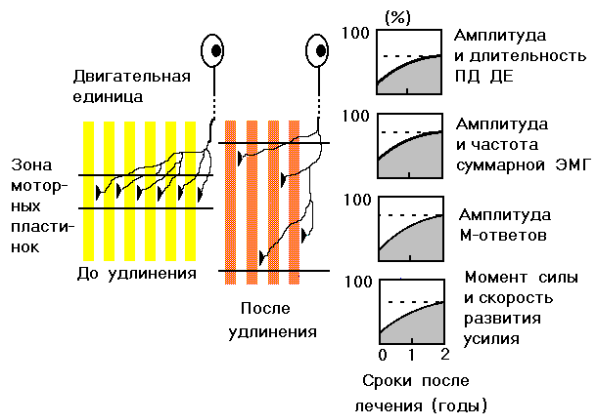 Двигательная
единица
Зона
мотор-
ных
пласти-
нок
До удлинения
После
удлинения
(%)
100
Амплитуда
и длительность
ПД ДЕ
100
Амплитуда
и частота
суммарной ЭМГ
100
Амплитуда
М-ответов
100
Момент силы
и скорость
развития
усилия
0 1 2
Сроки после
лечения (годы)